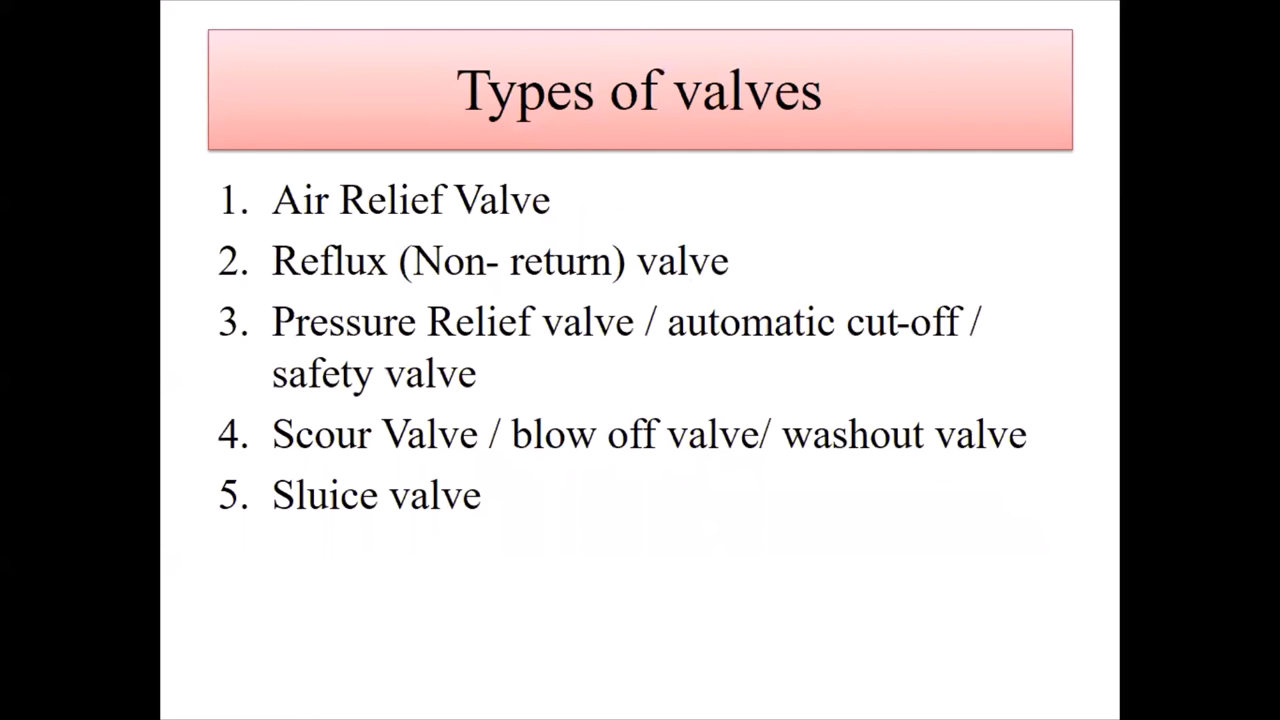 Types of valves
1. Air Relief Valve
2. Reflux (Non- return) valve
3. Pressure Relief valve / automatic cut-off /
safety valve
4. Scour Valve / blow off valve/ washout valve
5. Sluice valve